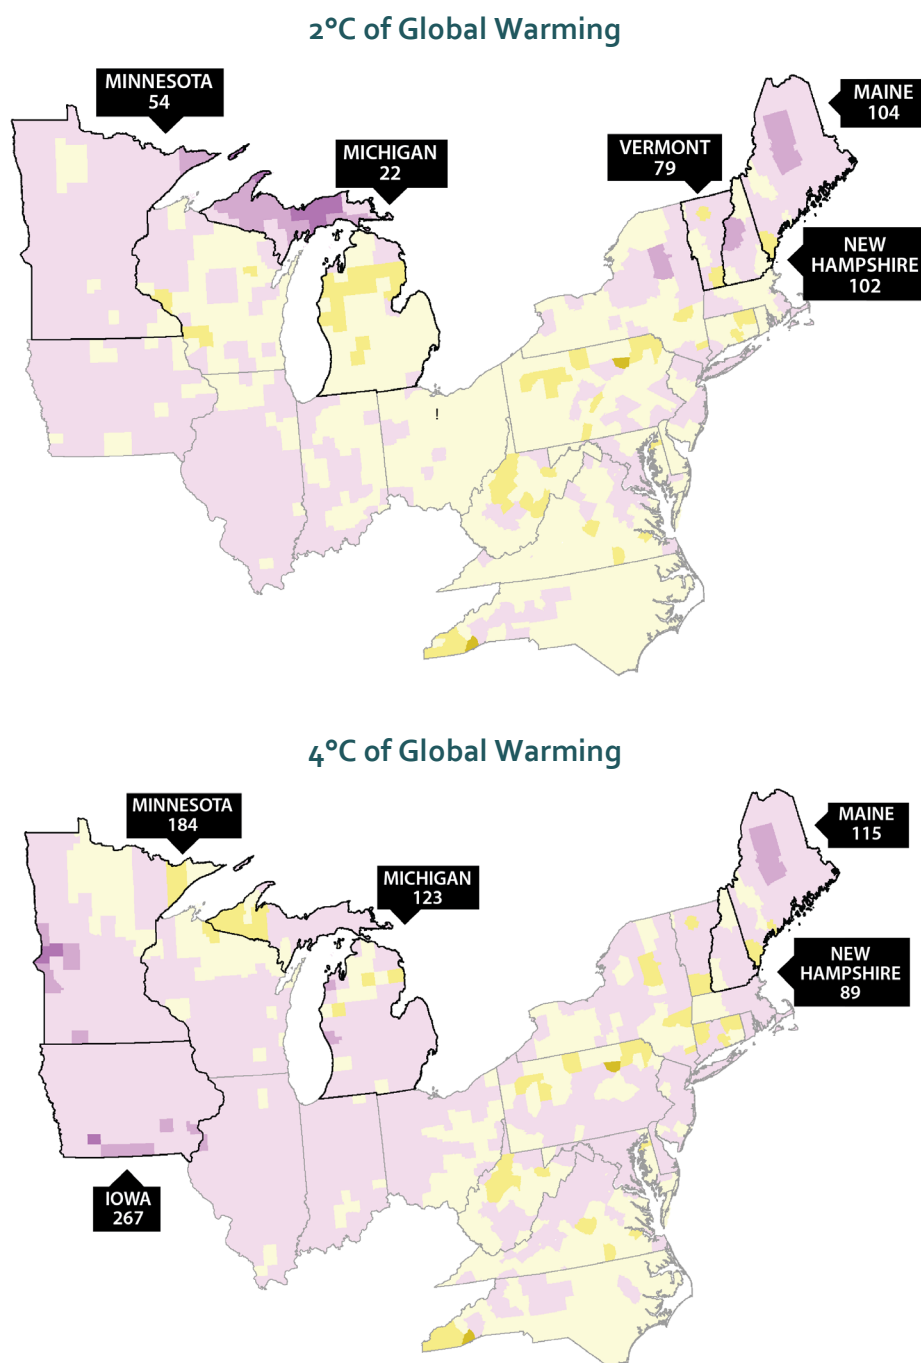 2°C of Global Warming
MINNESOTA
54
MAINE
104
VERMONT
79
MICHIGAN
22
NEW
HAMPSHIRE
102
!
4°C of Global Warming
MINNESOTA
184
MAINE
115
MICHIGAN
123
NEW
HAMPSHIRE
89
IOWA
267